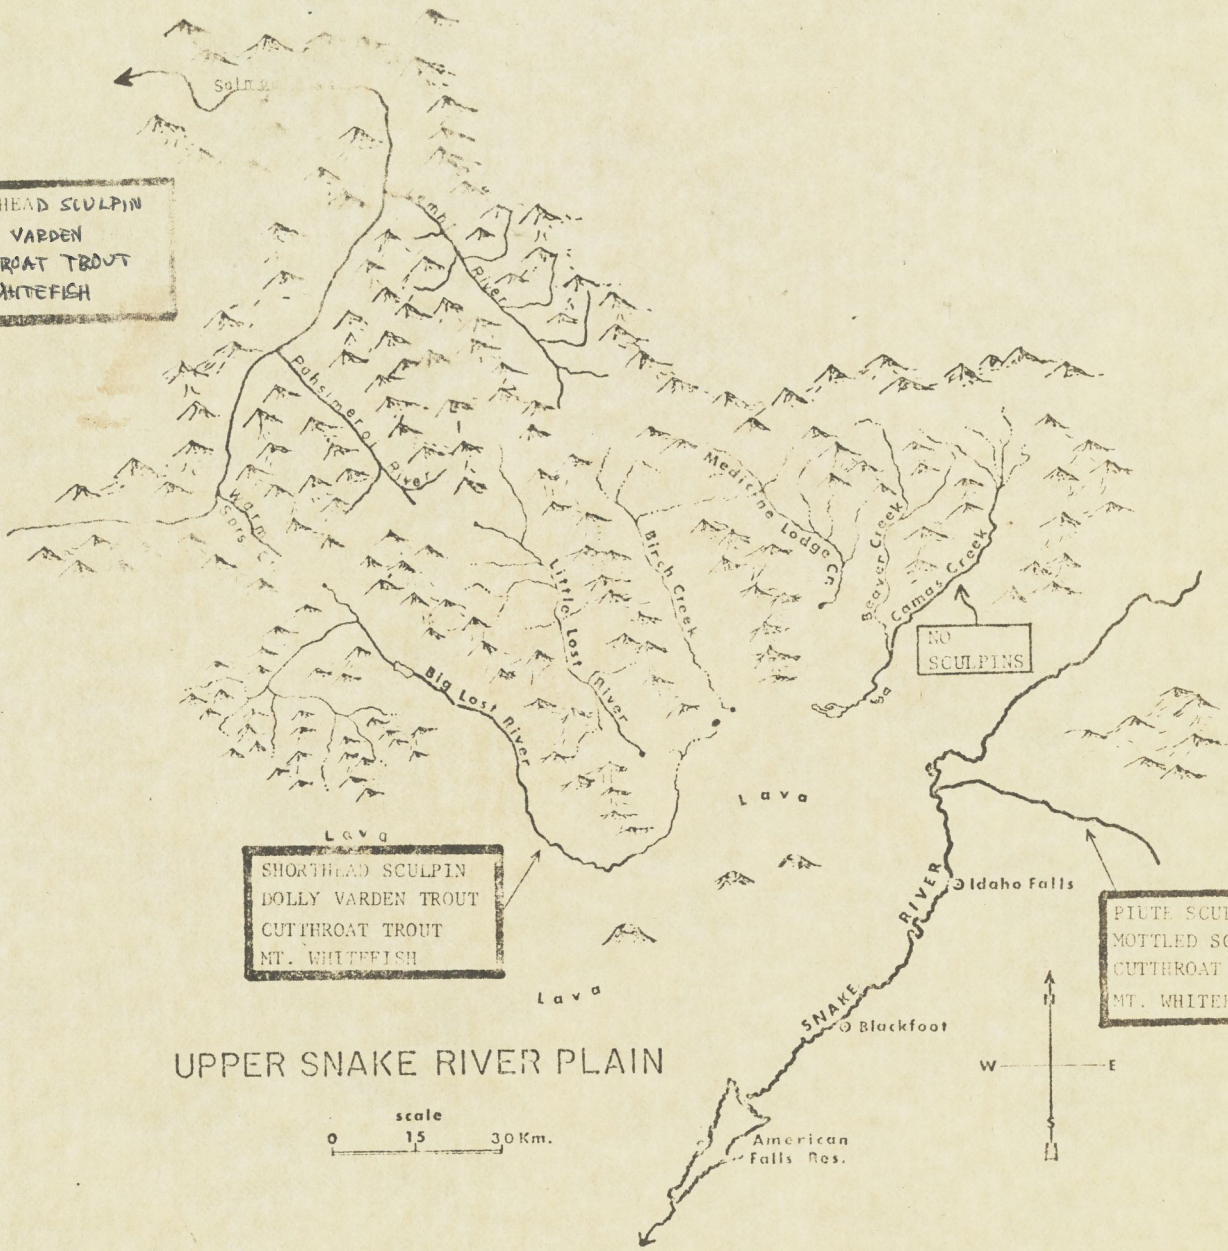 HEAD SCULPIN
VARDEN
ROAT TROUT
WHITEFISH
River
Pahsimeroi
River
Warm
Medicine Lodge Cr.
Birch Creek
Beaver Creek
Camas Creek
Little Lost River
Big Lost River
NO
SCULPINS
Lava
Lava
SHORTHEAD SCULPIN
DOLLY VARDEN TROUT
CUTTHROAT TROUT
MT. WHITEFISH
Idaho Falls
PIUTE SCU
MOTTLED SC
CUTTHROAT
MT. WHITE
SNAKE RIVER
Lava
Blackfoot
UPPER SNAKE RIVER PLAIN
N
W E
S
scale
0 15 30 Km.
American
Falls Res.